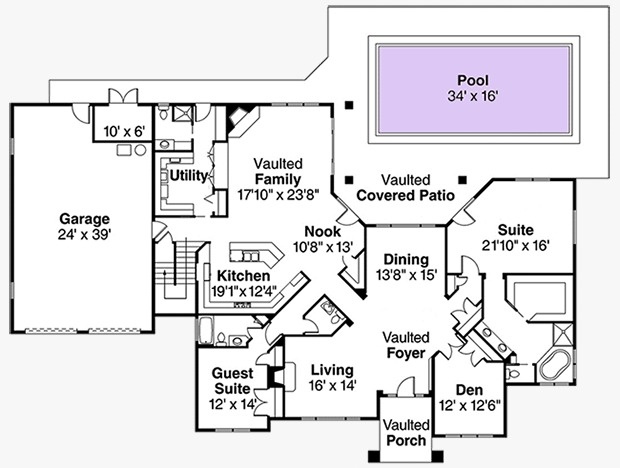 Pool
34' x 16'
10' x 6'
Vaulted
Family
17'10" x 23'8"
Utility
Vaulted
Covered Patio
Garage
24' x 39'
Nook
10'8" x 13'
Suite
21'10" x 16'
Dining
13'8" x 15'
Kitchen
19'1" x 12'4"
Vaulted
Foyer
Guest
Suite
12' x 14'
Living
16' x 14'
Den
12' x 12'6"
Vaulted
Porch